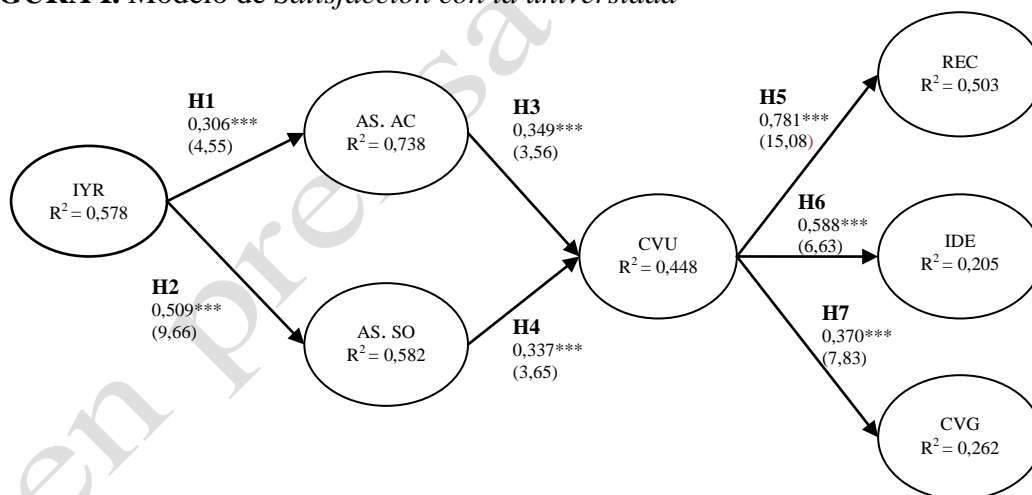 GURA I. Modelo de Satisfacción con la universidad
H1
0,306***
(4,55)
IYR
R² = 0,578
H2
0,509***
(9,66)
AS. AC
R² = 0,738
AS. SO
R² = 0,582
H3
0,349***
(3,56)
H4
0,337***
(3,65)
CVU
R² = 0,448
H5
0,781***
(15,08)
H6
0,588***
(6,63)
H7
0,370***
(7,83)
REC
R² = 0,503
IDE
R² = 0,205
CVG
R² = 0,262
en prensa